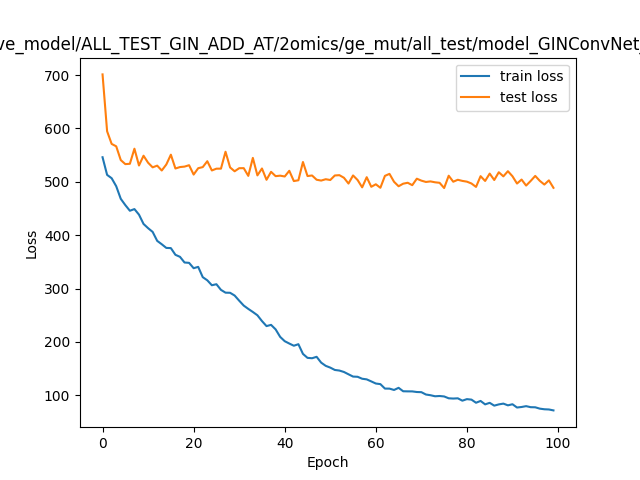 ve_model/ALL_TEST_GIN_ADD_AT/2omics/ge_mut/all_test/model_GINConvNet_
train loss
test loss
700
600
500
400
300
200
100
Loss
0
20
40
60
80
100
Epoch